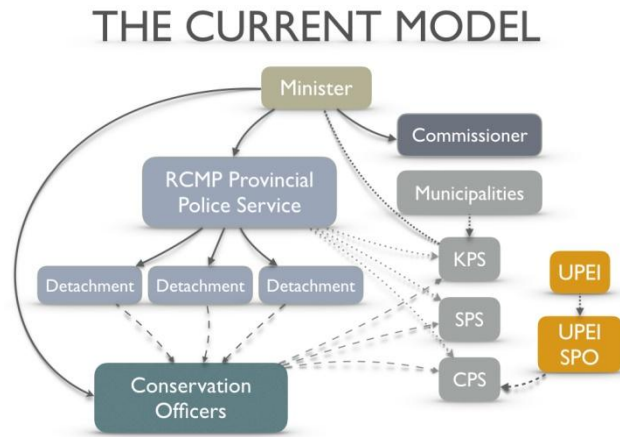 THE CURRENT MODEL
Minister
Commissioner
RCMP Provincial
Police Service
Municipalities
KPS
UPEI
Detachment
Detachment
Detachment
SPS
UPEI
SPO
Conservation
Officers
CPS